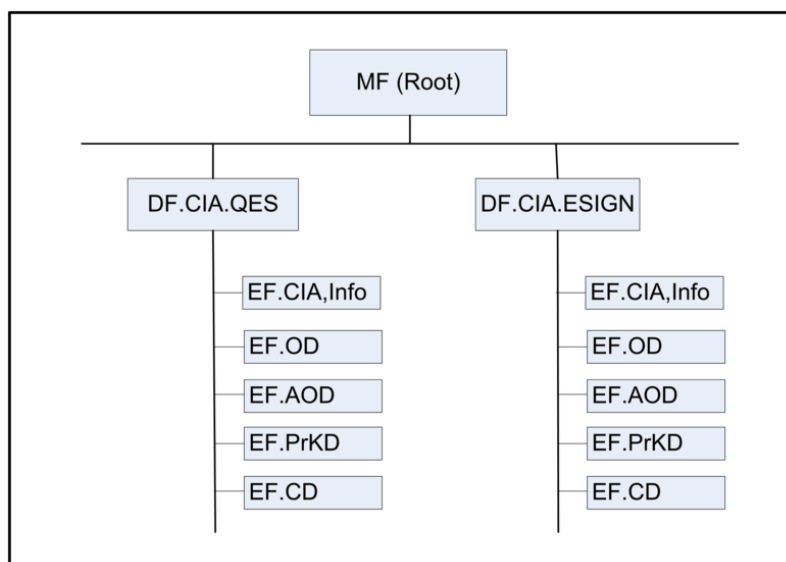 MF (Root)
DF.CIA.QES
DF.CIA.ESIGN
EF.CIA,Info
EF.OD
EF.AOD
EF.PrKD
EF.CD
EF.CIA,Info
EF.OD
EF.AOD
EF.PrKD
EF.CD